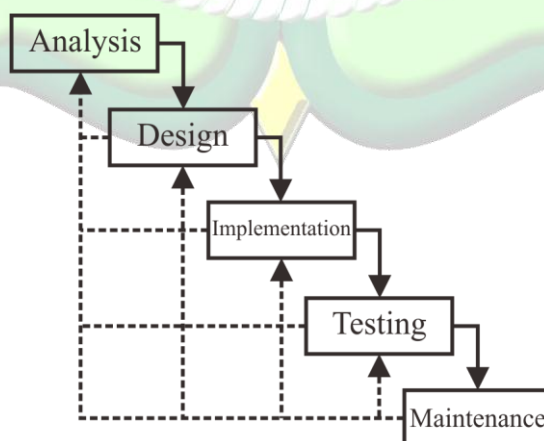 Analysis
Design
Implementation
Testing
Maintenance